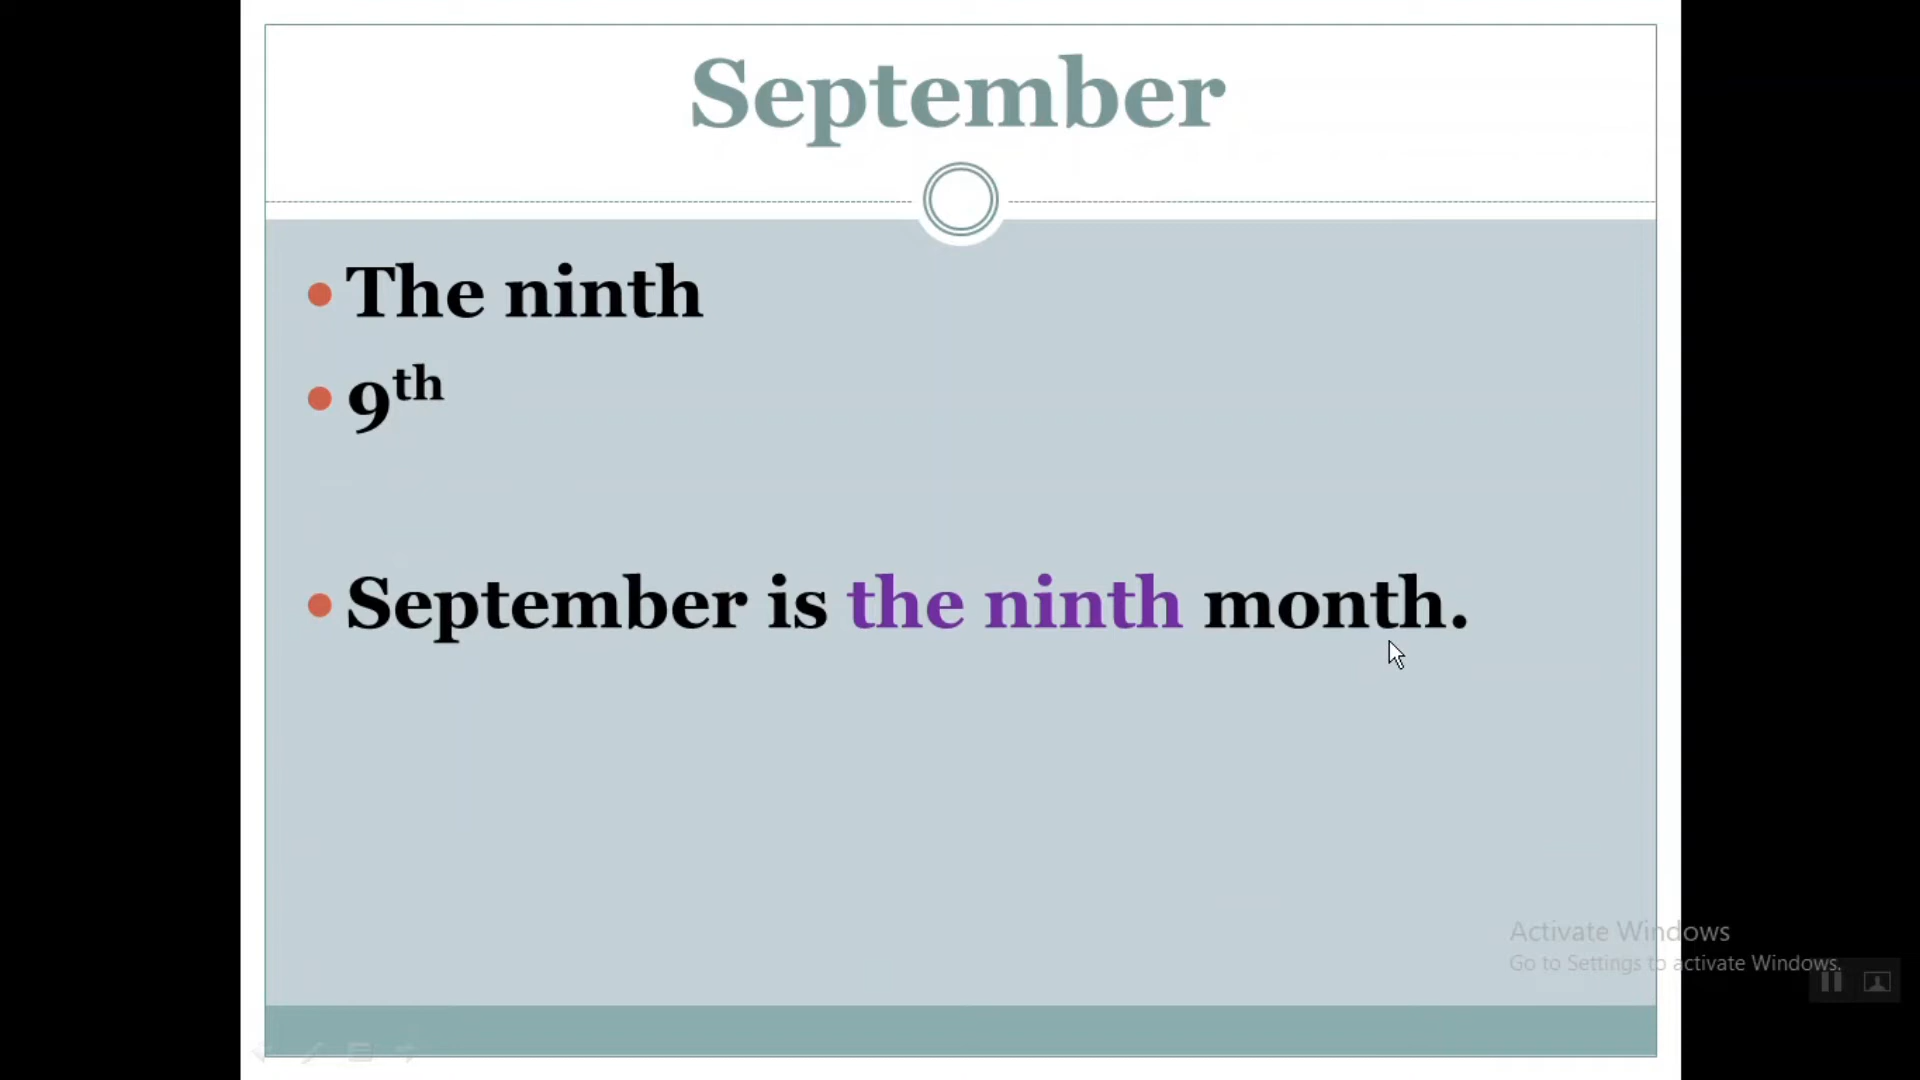 September
The ninth
9th
September is the ninth month.
Activate Windows
Go to Settings to activate Windows.